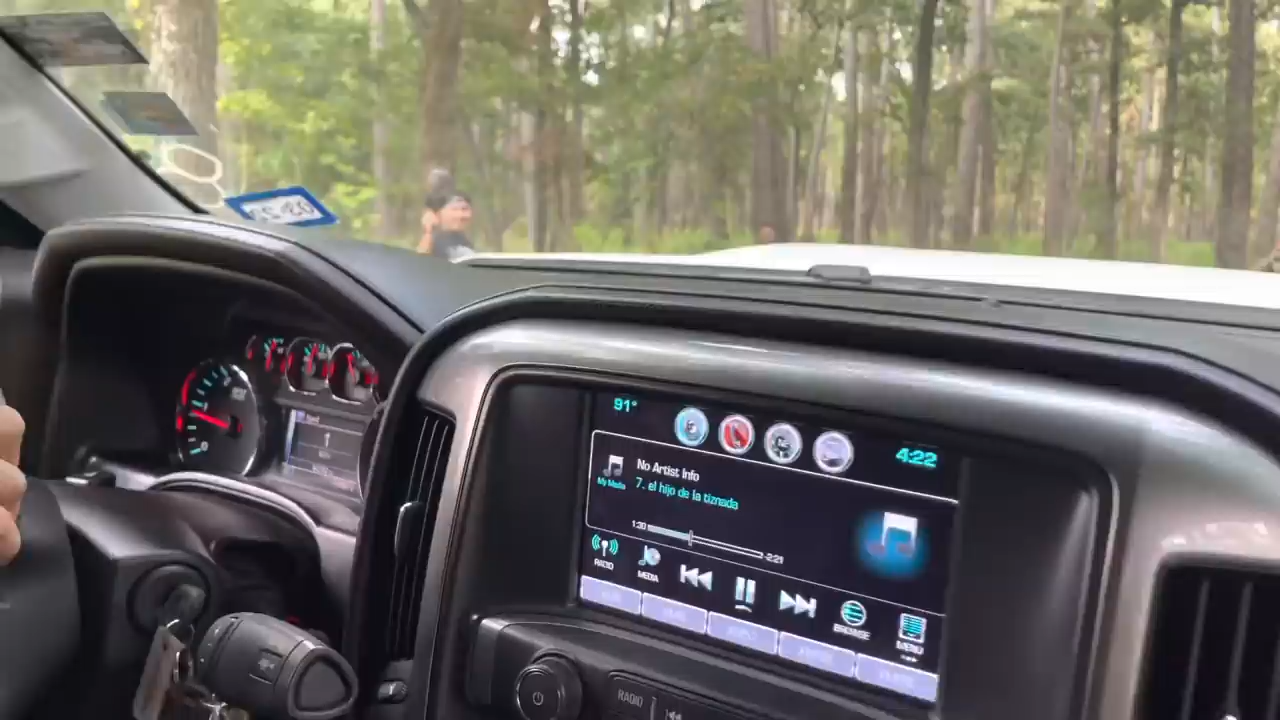 91°
4:22
No Artist Info
My Media
7. el hijo de la tiznada
1:30
-2:21
RADIO
MEDIA
BROWSE
MENU
RADIO